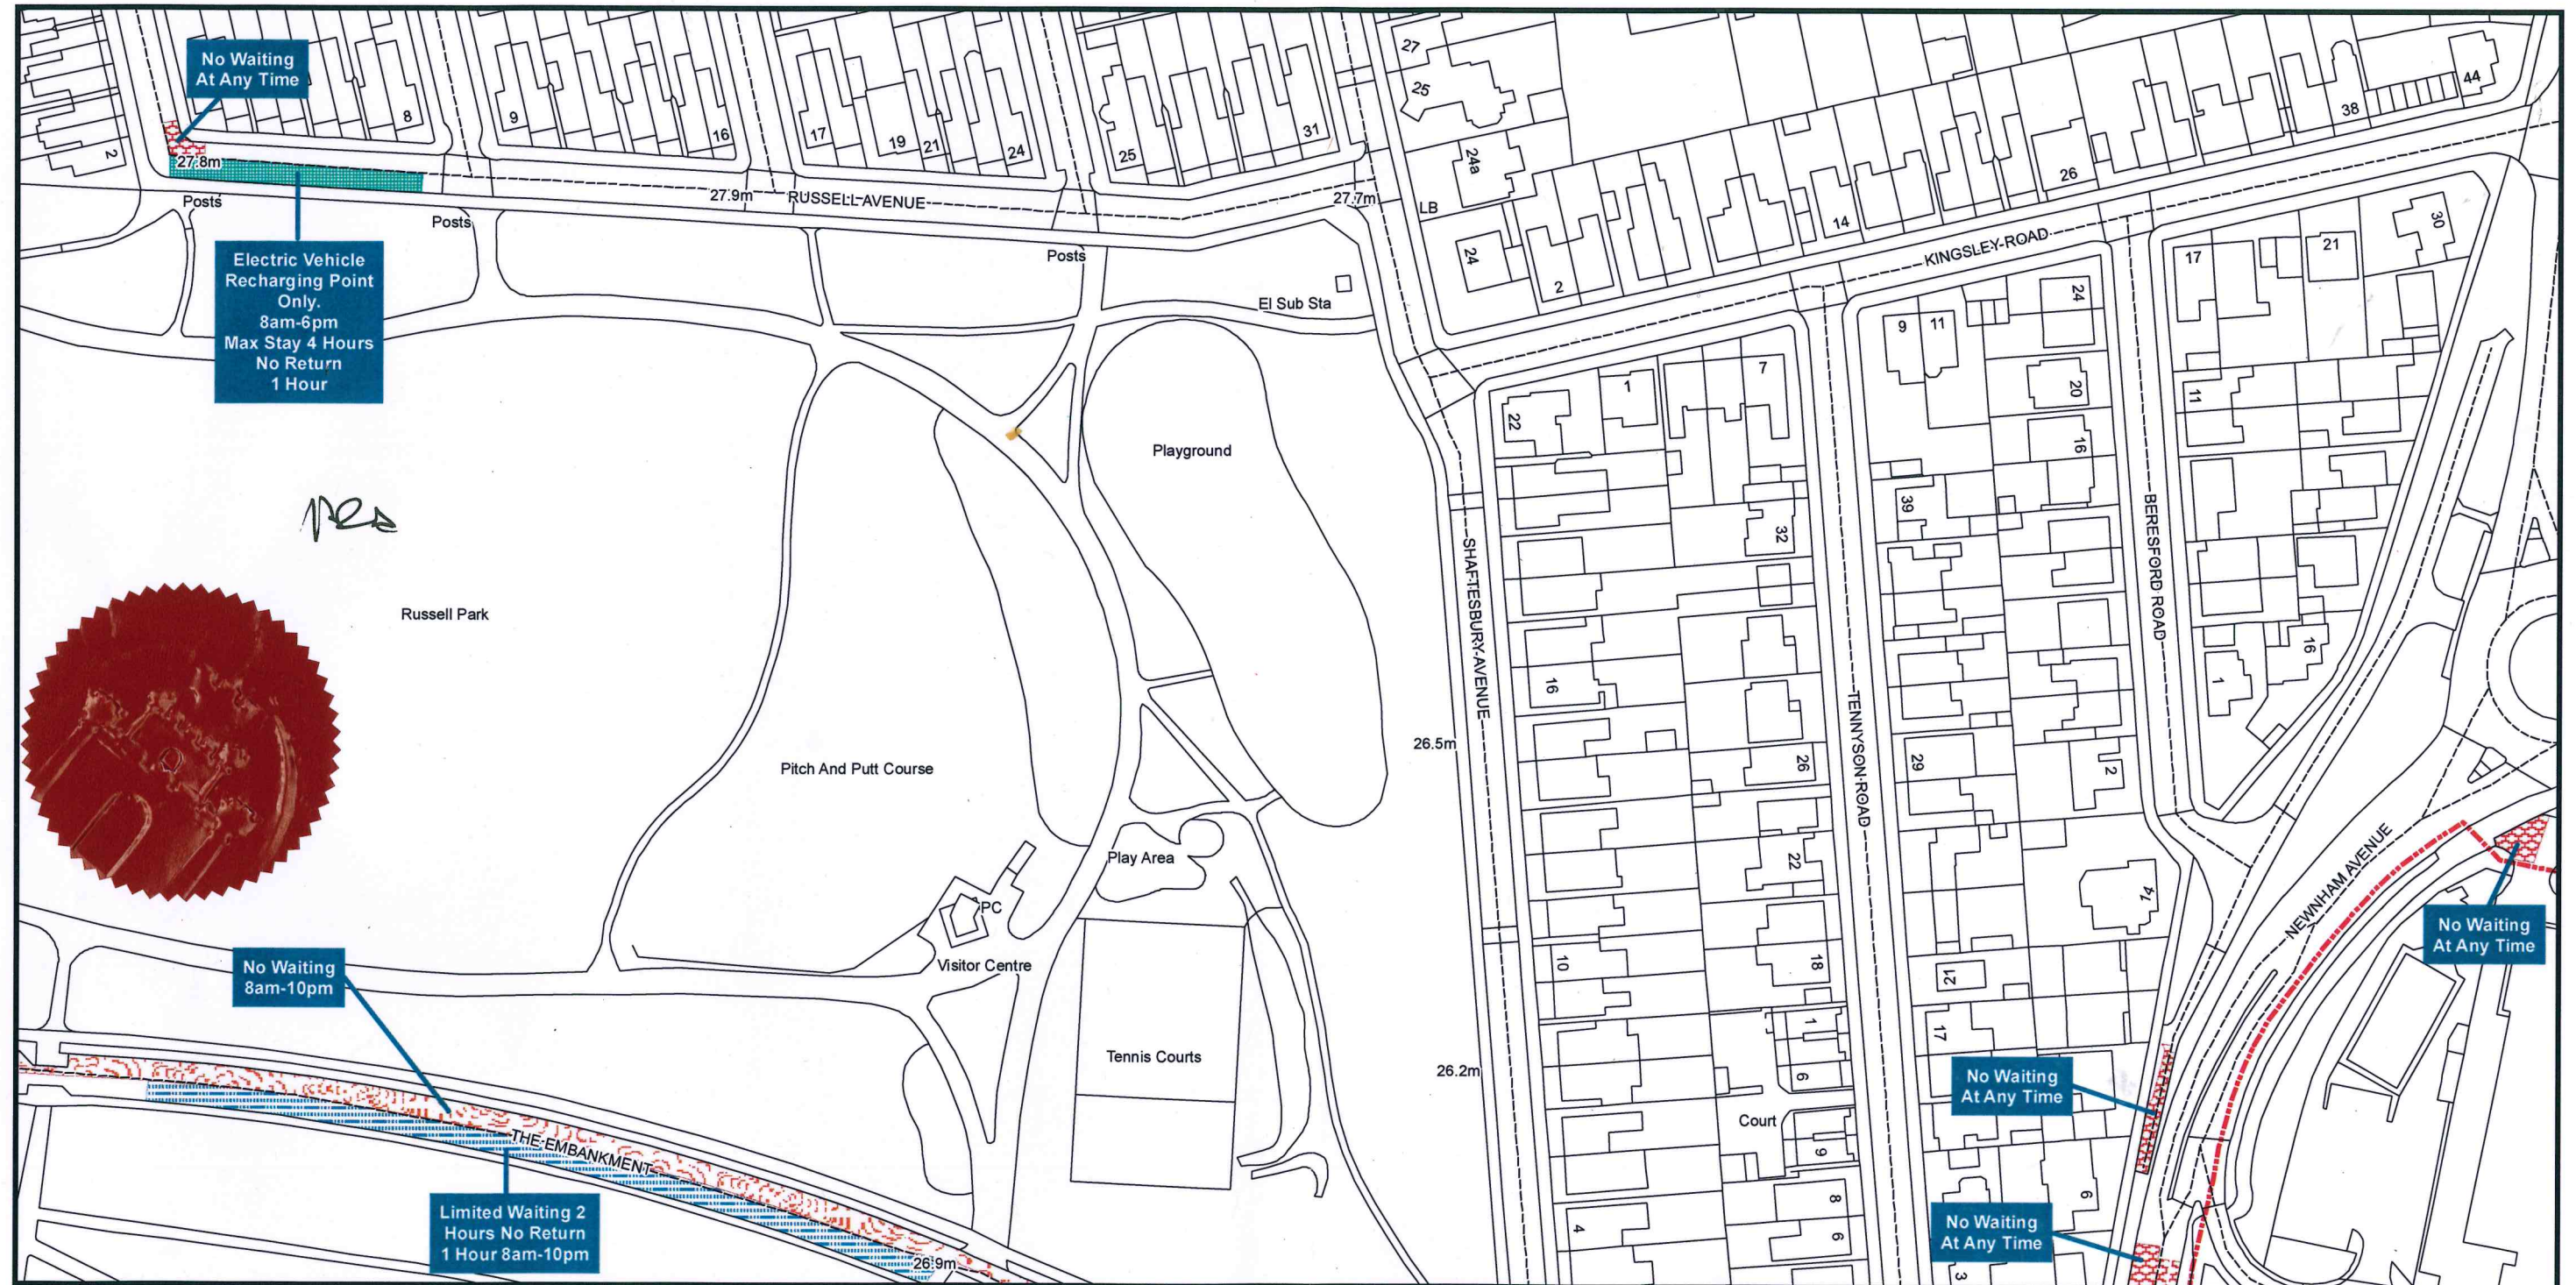 No Waiting
At Any Time
27
25
44
38
8
9
16
17
19
21
24
25
31
24a
26
2
27.8m
Posts
Posts
27.9m
RUSSELL AVENUE
27.7m
LB
14
KINGSLEY ROAD
30
17
21
Posts
24
2
Electric Vehicle
Recharging Point
Only.
8am-6pm
Max Stay 4 Hours
No Return
1 Hour
El Sub Sta
24
9
11
7
1
22
20
11
16
Playground
39
32
BERESFORD ROAD
SHAFTESBURY AVENUE
Russell Park
16
1
16
TENNYSON ROAD
26.5m
26
29
2
Pitch And Putt Course
Play Area
22
74
NEWNHAM AVENUE
No Waiting
At Any Time
PC
Visitor Centre
10
18
21
No Waiting
8am-10pm
17
1
Tennis Courts
26.2m
6
No Waiting
At Any Time
Court
9
THE EMBANKMENT
8
6
6
4
3
Limited Waiting 2
Hours No Return
1 Hour 8am-10pm
No Waiting
At Any Time
26.9m